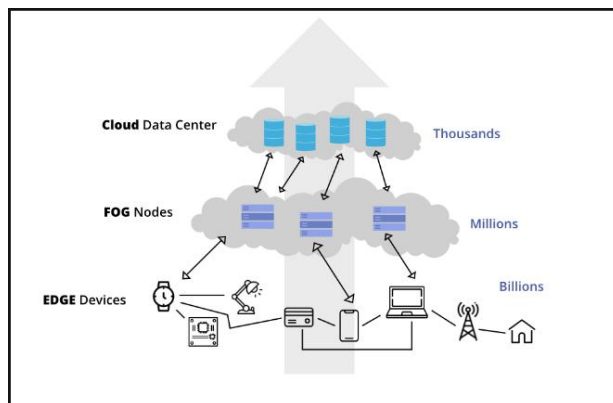 Cloud Data Center
Thousands
FOG Nodes
Millions
EDGE Devices
Billions